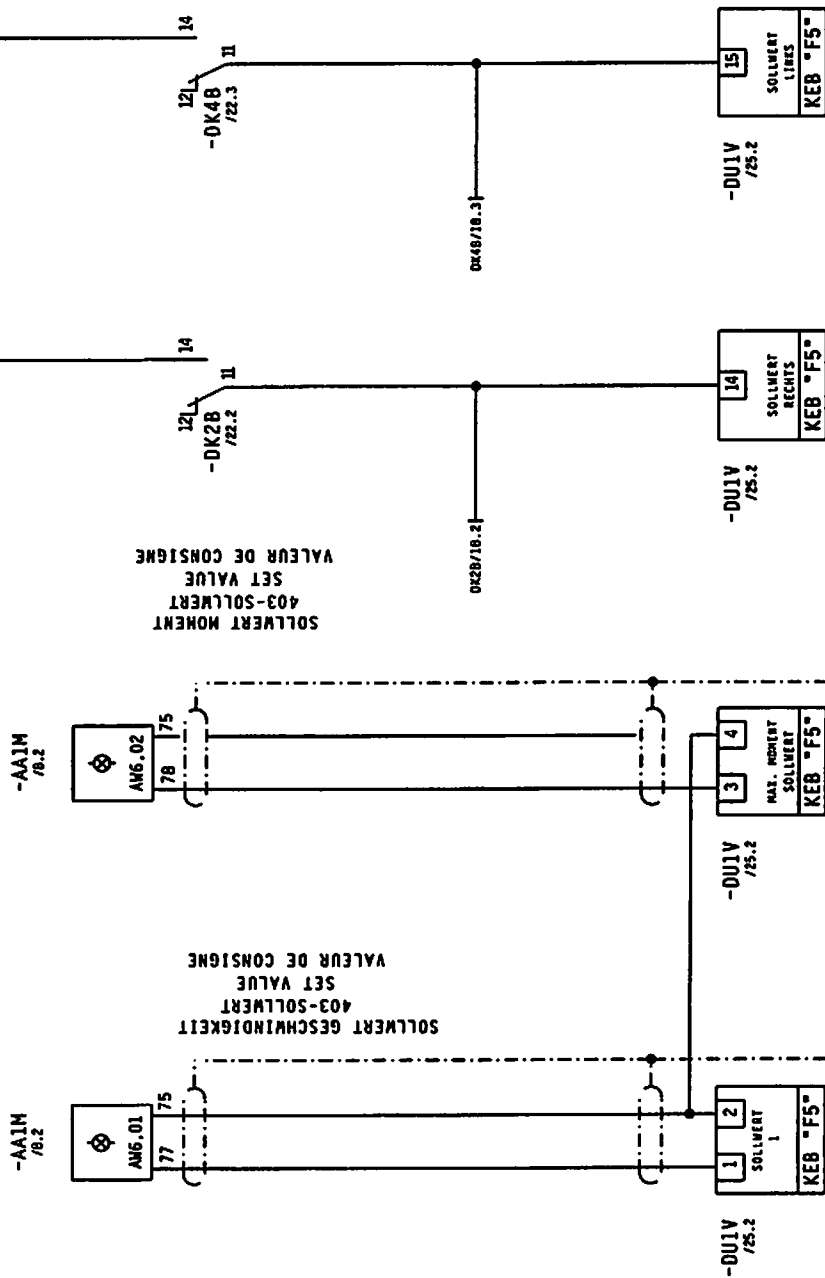 14
12
11
-DK4B
/22.3
DK4B/18.3
15
SOLLWERT
LINKS
KEB "F5"
-DU1V
/25.2
14
12
11
-DK2B
/22.2
DK2B/18.2
14
SOLLWERT
RECHTS
KEB "F5"
-DU1V
/25.2
SOLLWERT MOMENT
403-SOLLWERT
SET VALUE
VALEUR DE CONSIGNE
-AA1M
/8.2
AW6.02
78
75
3
4
MAX. MOMENT
SOLLWERT
KEB "F5"
-DU1V
/25.2
SOLLWERT GESCHWINDIGKEIT
403-SOLLWERT
SET VALUE
VALEUR DE CONSIGNE
-AA1M
/8.2
AW6.01
77
75
1
2
SOLLWERT
1
KEB "F5"
-DU1V
/25.2